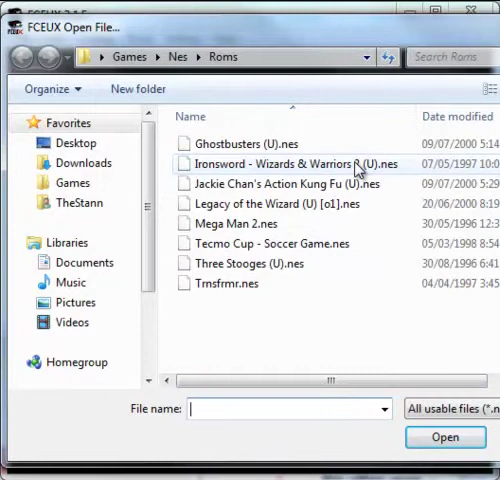 FCEUX 2.1.5
FCEUX Open File...
Games Nes Roms Search Roms
Organize New folder
Favorites
Desktop
Downloads
Games
TheStann
Libraries
Documents
Music
Pictures
Videos
Homegroup
Name Date modified
Ghostbusters (U).nes 09/07/2000 5:14
Ironsword - Wizards & Warriors (U).nes 07/05/1997 10:0
Jackie Chan's Action Kung Fu (U).nes 09/07/2000 5:29
Legacy of the Wizard (U) [o1].nes 20/06/2000 8:19
Mega Man 2.nes 30/05/1996 12:3
Tecmo Cup - Soccer Game.nes 05/03/1998 8:54
Three Stooges (U).nes 30/08/1996 6:41
Trnsfrmr.nes 04/04/1997 3:45
File name: All usable files (*.n
Open